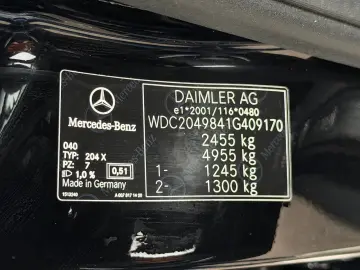 DAIMLER AG
e1*2001/116*0480
WDC2049841G409170
2455 kg
4955 kg
1- 1245 kg
2- 1300 kg
Mercedes-Benz
040
TYP: 204 X
PZ: 7
1,0 % 0,51
Made in Germany